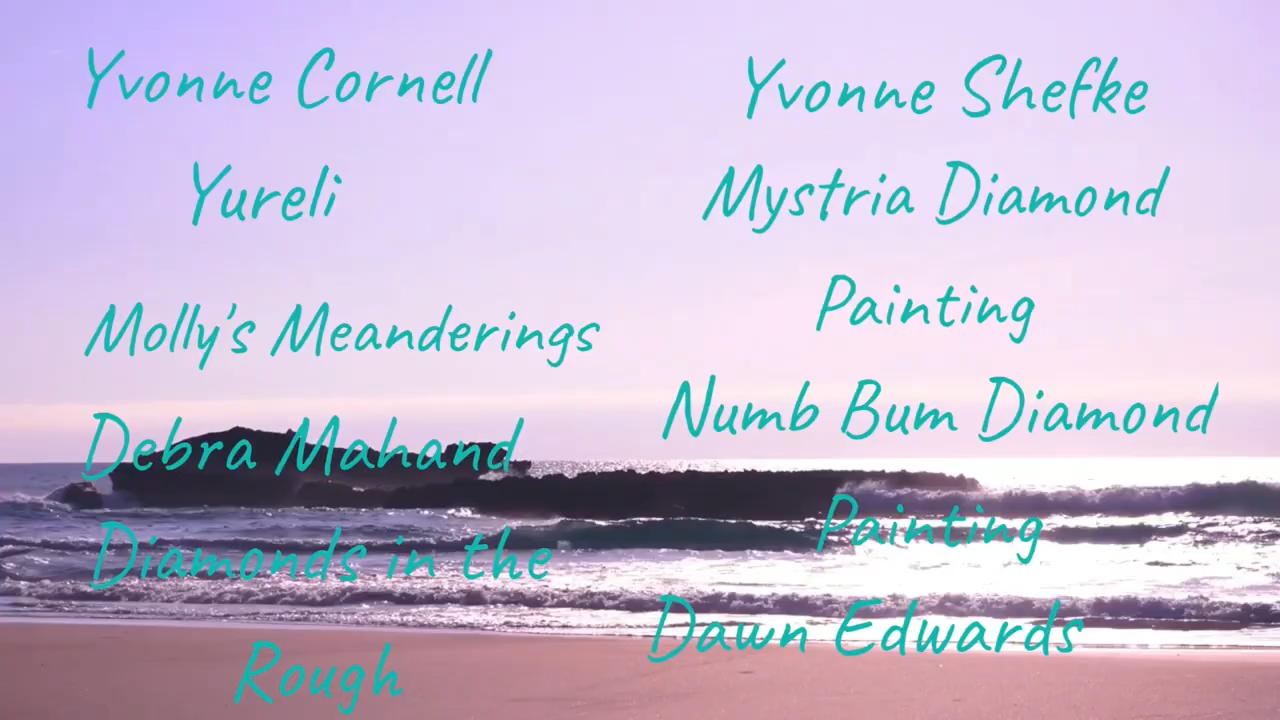 Yvonne Cornell
Yureli
Molly's Meanderings
Debra Mahand
Diamonds in the
Rough
Yvonne Shefke
Mystria Diamond
Painting
Numb Bum Diamond
Painting
Dawn Edwards